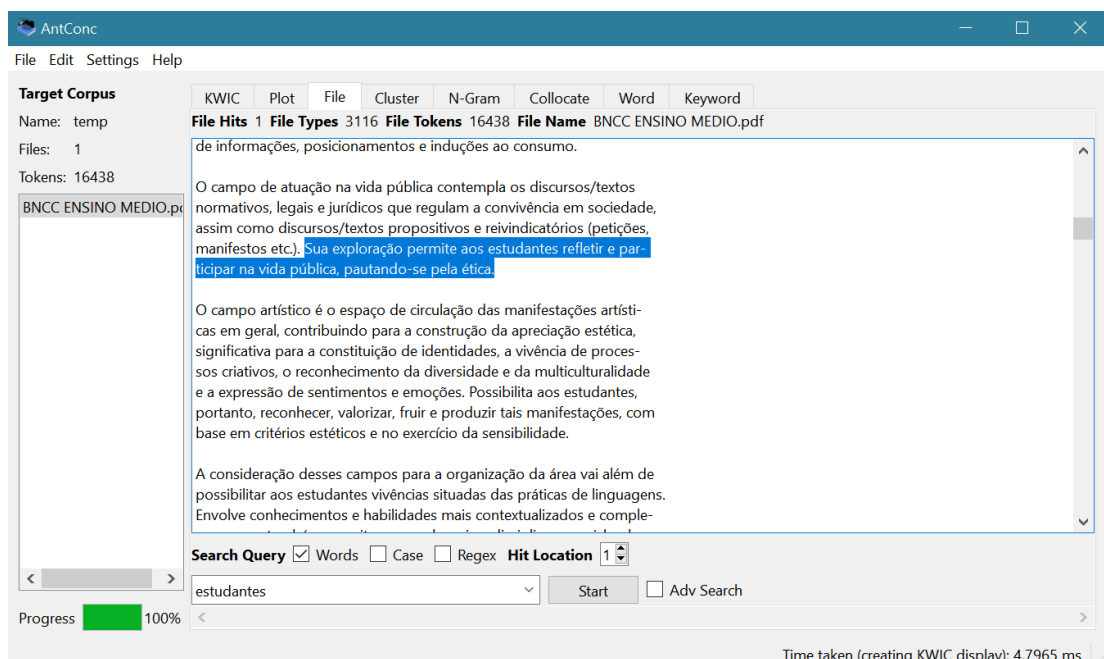 AntConc
File Edit Settings Help
Target Corpus
Name: temp
Files: 1
Tokens: 16438
BNCC ENSINO MEDIO.pd
Progress 100%
KWIC Plot File Cluster N-Gram Collocate Word Keyword
File Hits 1 File Types 3116 File Tokens 16438 File Name BNCC ENSINO MEDIO.pdf
de informações, posicionamentos e induções ao consumo.
O campo de atuação na vida pública contempla os discursos/textos
normativos, legais e jurídicos que regulam a convivência em sociedade,
assim como discursos/textos propositivos e reivindicatórios (petições,
manifestos etc.). Sua exploração permite aos estudantes refletir e par-
ticipar na vida pública, pautando-se pela ética.
O campo artístico é o espaço de circulação das manifestações artísti-
cas em geral, contribuindo para a construção da apreciação estética,
significativa para a constituição de identidades, a vivência de proces-
sos criativos, o reconhecimento da diversidade e da multiculturalidade
e a expressão de sentimentos e emoções. Possibilita aos estudantes,
portanto, reconhecer, valorizar, fruir e produzir tais manifestações, com
base em critérios estéticos e no exercício da sensibilidade.
A consideração desses campos para a organização da área vai além de
possibilitar aos estudantes vivências situadas das práticas de linguagens.
Envolve conhecimentos e habilidades mais contextualizados e comple-
Search Query Words Case Regex Hit Location 1
estudantes Start Adv Search
Time taken (creating KWIC display): 4.7965 ms